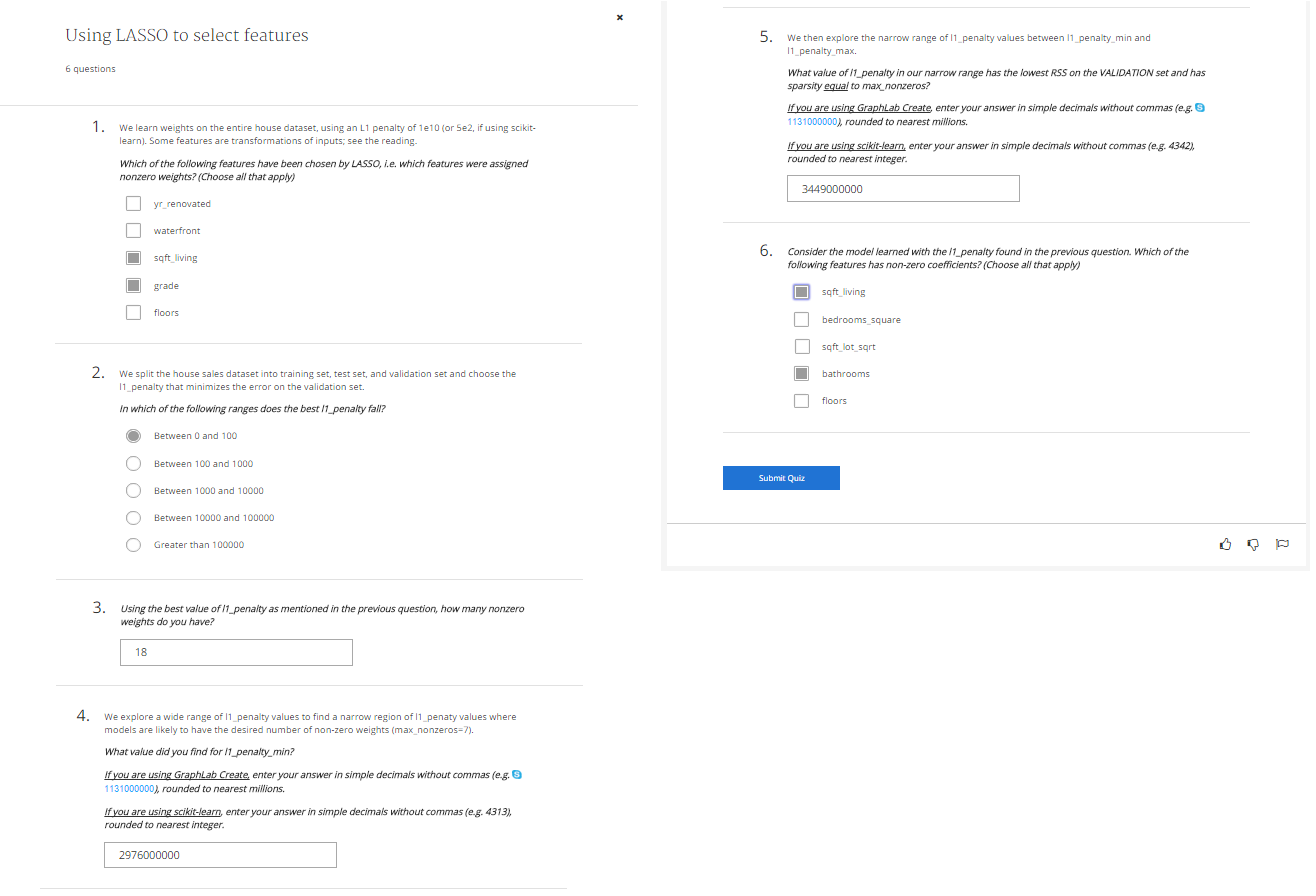 Using LASSO to select features
×
6 questions
1. We learn weights on the entire house dataset, using an L1 penalty of 1e10 (or 5e2, if using scikit-
learn). Some features are transformations of inputs; see the reading.
Which of the following features have been chosen by LASSO, i.e. which features were assigned
nonzero weights? (Choose all that apply)
yr_renovated
waterfront
sqft_living
grade
floors
2. We split the house sales dataset into training set, test set, and validation set and choose the
l1_penalty that minimizes the error on the validation set.
In which of the following ranges does the best l1_penalty fall?
Between 0 and 100
Between 100 and 1000
Between 1000 and 10000
Between 10000 and 100000
Greater than 100000
3. Using the best value of l1_penalty as mentioned in the previous question, how many nonzero
weights do you have?
18
4. We explore a wide range of l1_penalty values to find a narrow region of l1_penaty values where
models are likely to have the desired number of non-zero weights (max_nonzeros=7).
What value did you find for l1_penalty_min?
If you are using GraphLab Create, enter your answer in simple decimals without commas (e.g. S
1131000000), rounded to nearest millions.
If you are using scikit-learn, enter your answer in simple decimals without commas (e.g. 4313),
rounded to nearest integer.
2976000000
5. We then explore the narrow range of l1_penalty values between l1_penalty_min and
l1_penalty_max.
What value of l1_penalty in our narrow range has the lowest RSS on the VALIDATION set and has
sparsity equal to max_nonzeros?
If you are using GraphLab Create, enter your answer in simple decimals without commas (e.g. S
1131000000), rounded to nearest millions.
If you are using scikit-learn, enter your answer in simple decimals without commas (e.g. 4342),
rounded to nearest integer.
3449000000
6. Consider the model learned with the l1_penalty found in the previous question. Which of the
following features has non-zero coefficients? (Choose all that apply)
sqft_living
bedrooms_square
sqft_lot_sqrt
bathrooms
floors
Submit Quiz